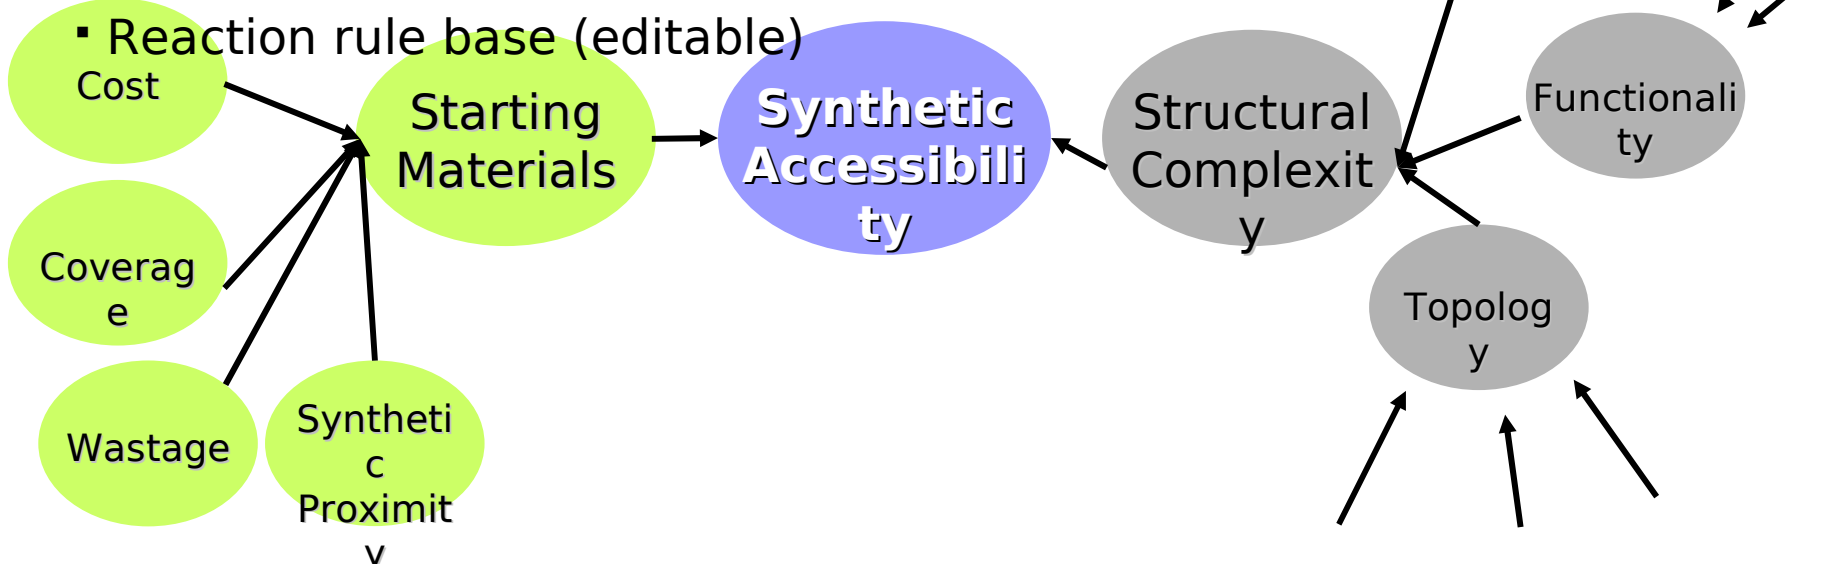 ▪ Reaction rule base (editable)
Cost
Starting
Materials
Synthetic
Accessibili
ty
Structural
Complexit
y
Functionali
ty
Coverag
e
Topolog
y
Wastage
Syntheti
c
Proximit
y